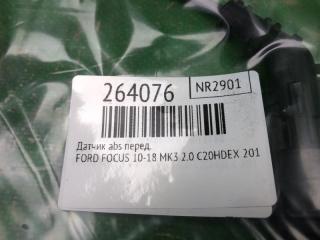 264076 NR2901
Датчик abs перед.
FORD FOCUS 10-18 MK3 2.0 C20HDEX 201